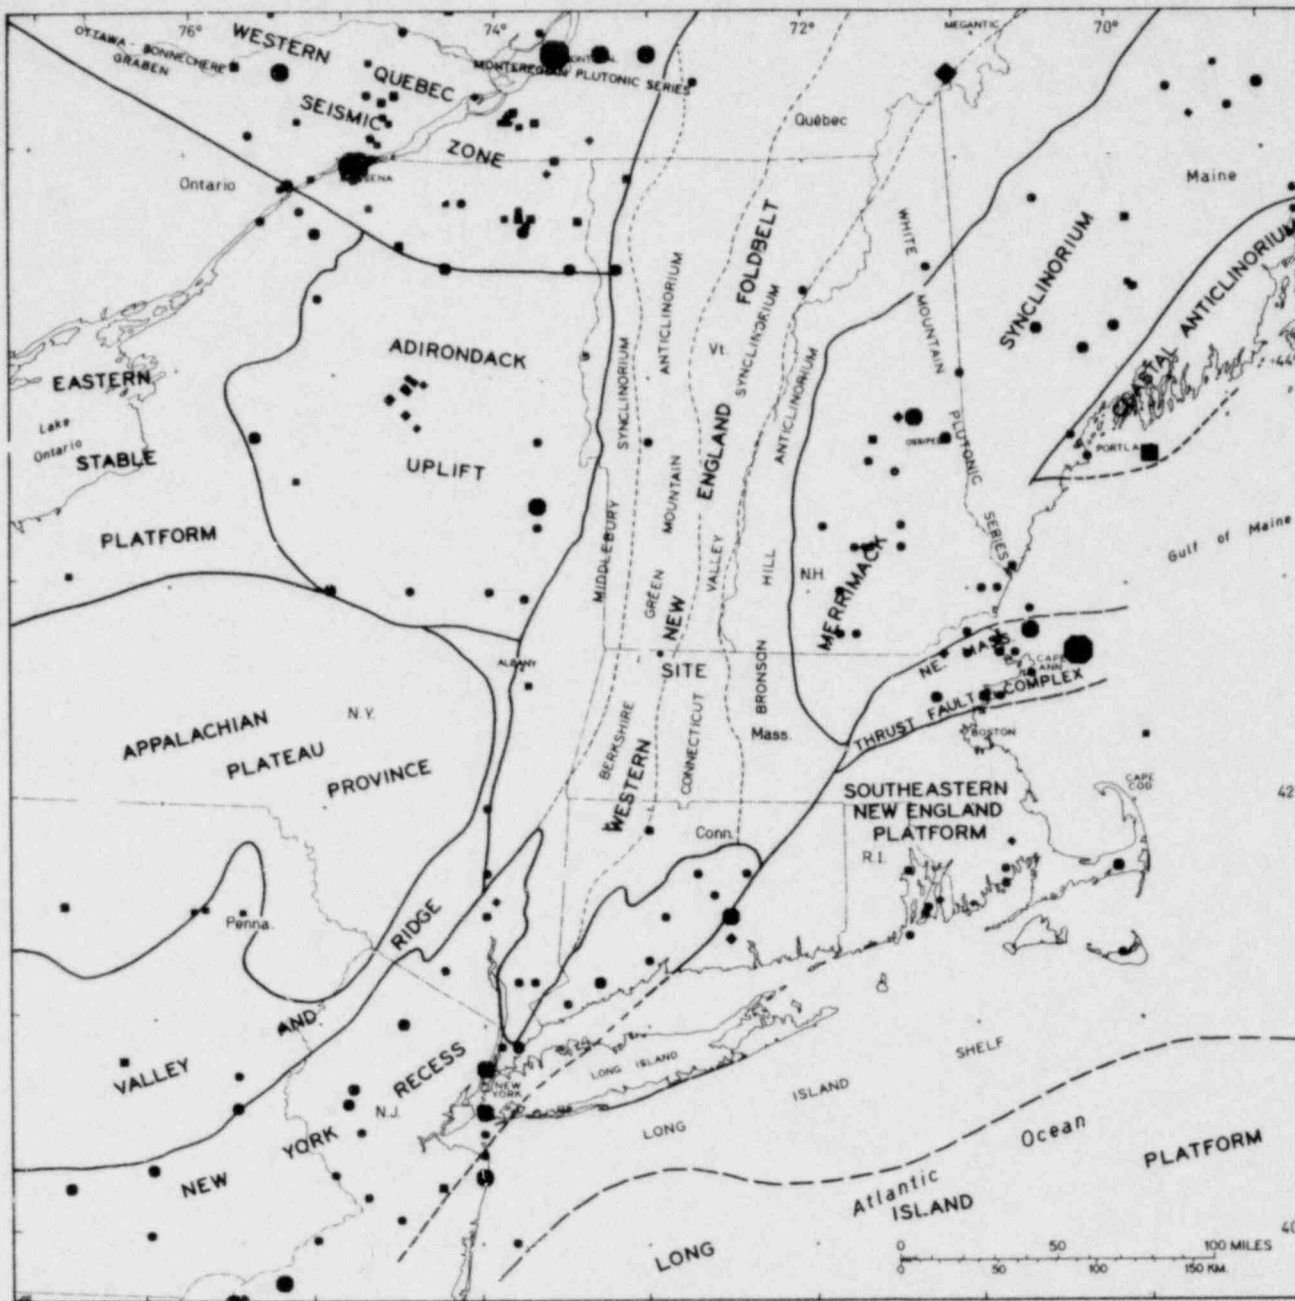 76°
74°
72°
70°
MEGANTIC
OTTAWA - BONNECHERE
GRABEN
WESTERN
QUEBEC
SEISMIC
ZONE
MONTEREGIAN PLUTONIC SERIES
Québec
Ontario
Maine
WHITE
MOUNTAIN
PLUTONIC
SERIES
FOLDBELT
ENGLAND
NEW
WESTERN
SYNCLINORIUM
COASTAL ANTICLINORIUM
ADIRONDACK
UPLIFT
EASTERN
STABLE
PLATFORM
Lake
Ontario
Vt.
SYNCLINORIUM
MIDDLEBURY
ANTICLINORIUM
MOUNTAIN
GREEN
SYNCLINORIUM
VALLEY
CONNECTICUT
ANTICLINORIUM
HILL
BRONSON
44°
OSSIPEE
N.H.
MERRIMACK
Gulf of Maine
ALBANY
SITE
NE. MASS.
CAPE
ANN
THRUST FAULT COMPLEX
BOSTON
APPALACHIAN
PLATEAU
PROVINCE
N.Y.
BERKSHIRE
Mass.
CAPE
COD
42
SOUTHEASTERN
NEW ENGLAND
PLATFORM
Conn.
R.I.
Penna.
RIDGE
AND
VALLEY
NEW
YORK
RECESS
N.J.
NEW
YORK
LONG ISLAND
LONG
ISLAND
SHELF
Atlantic
Ocean
LONG
ISLAND
PLATFORM
40
0 50 100 MILES
0 50 100 150 KM.